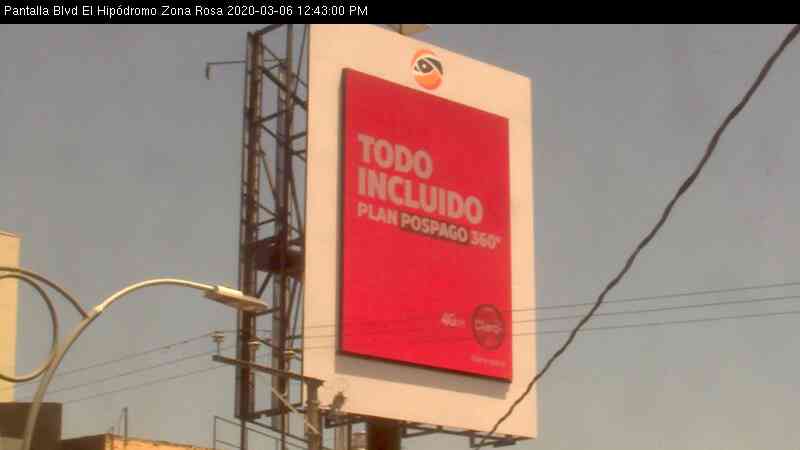 Pantalla Blvd El Hipódromo Zona Rosa 2020-03-06 12:43:00 PM
TODO
INCLUIDO
PLAN POSPAGO 360°
Claro